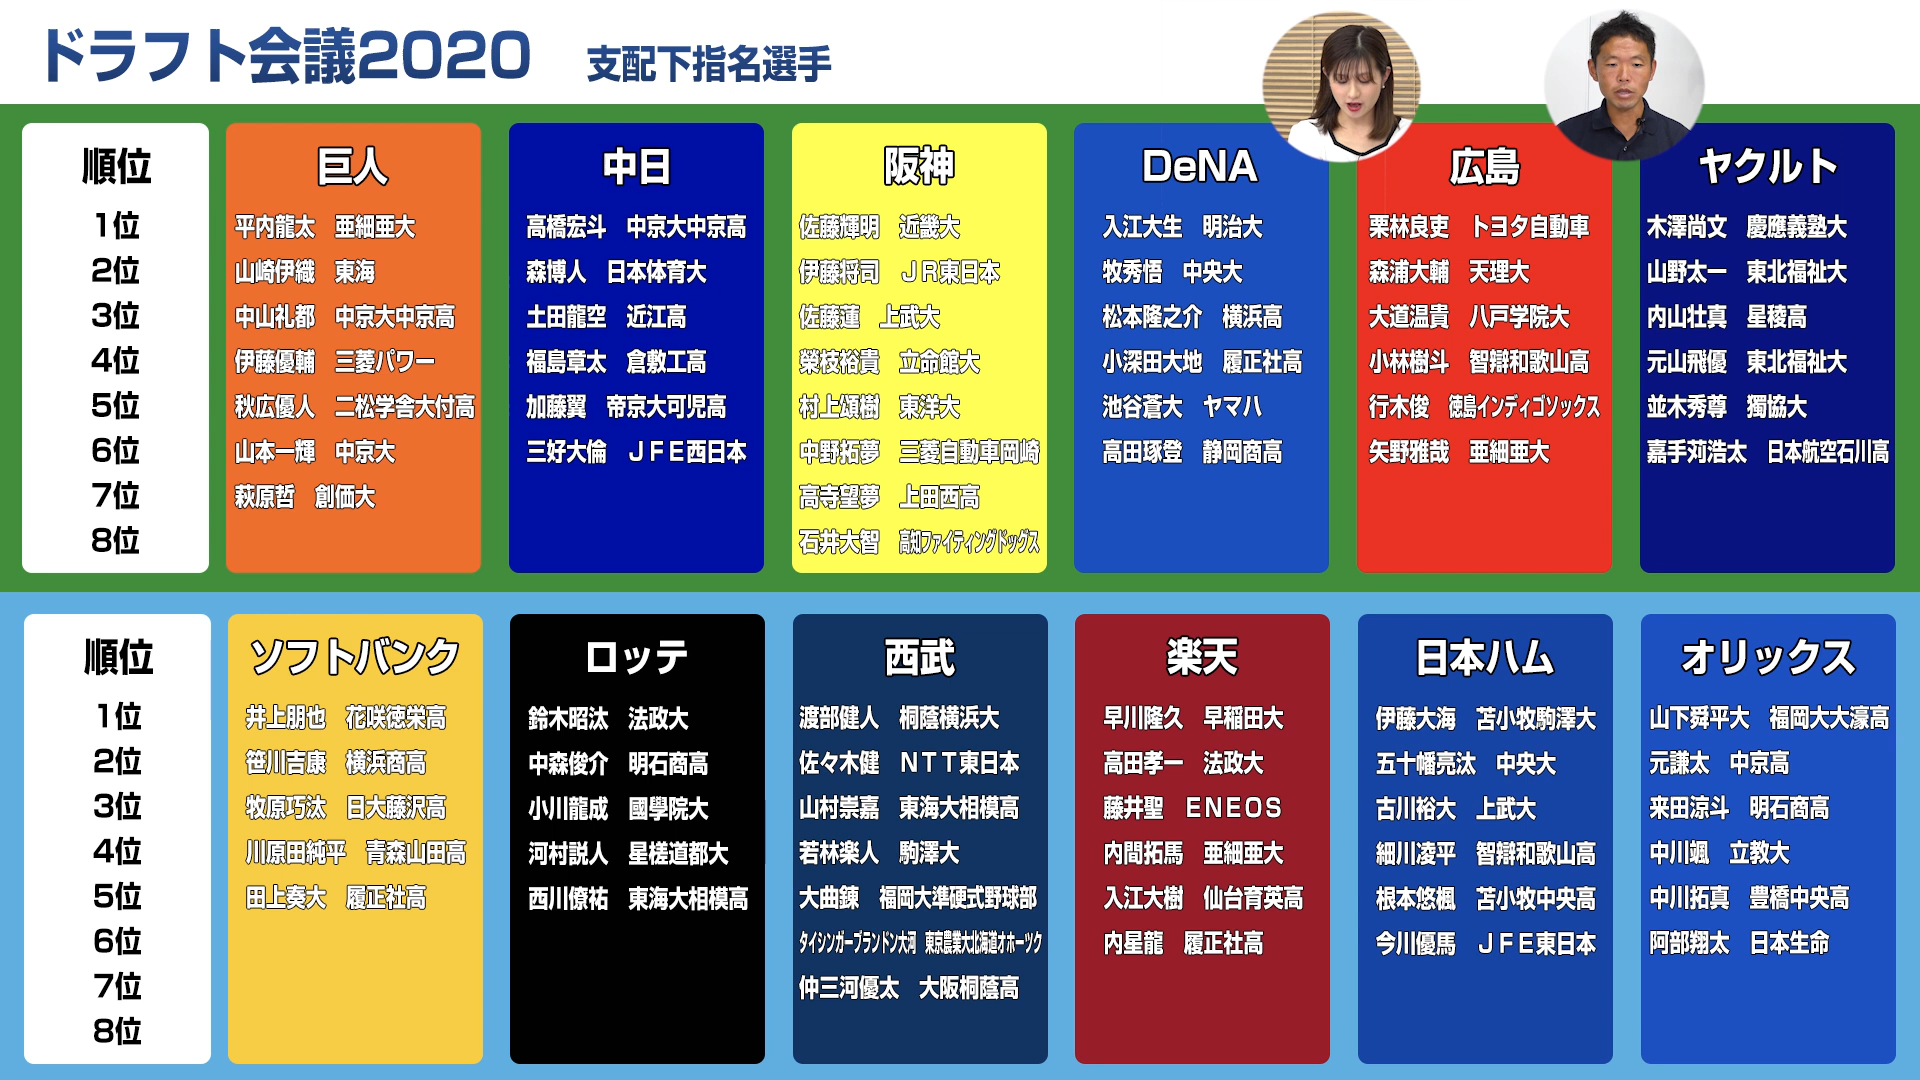 ドラフト会議2020 支配下指名選手
順位
1位
2位
3位
4位
5位
6位
7位
8位
巨人
平内龍太 亜細亜大
山崎伊織 東海
中山礼都 中京大中京高
伊藤優輔 三菱パワー
秋広優人 二松学舎大付高
山本一輝 中京大
萩原哲 創価大
中日
高橋宏斗 中京大中京高
森博人 日本体育大
土田龍空 近江高
福島章太 倉敷工高
加藤翼 帝京大可児高
三好大倫 JFE西日本
阪神
佐藤輝明 近畿大
伊藤将司 JR東日本
佐藤蓮 上武大
榮枝裕貴 立命館大
村上頌樹 東洋大
中野拓夢 三菱自動車岡崎
高寺望夢 上田西高
石井大智 高知ファイティングドッグス
DeNA
入江大生 明治大
牧秀悟 中央大
松本隆之介 横浜高
小深田大地 履正社高
池谷蒼大 ヤマハ
高田琢登 静岡商高
広島
栗林良吏 トヨタ自動車
森浦大輔 天理大
大道温貴 八戸学院大
小林樹斗 智辯和歌山高
行木俊 徳島インディゴソックス
矢野雅哉 亜細亜大
ヤクルト
木澤尚文 慶應義塾大
山野太一 東北福祉大
内山壮真 星稜高
元山飛優 東北福祉大
並木秀尊 獨協大
嘉手苅浩太 日本航空石川高
順位
1位
2位
3位
4位
5位
6位
7位
8位
ソフトバンク
井上朋也 花咲徳栄高
笹川吉康 横浜商高
牧原巧汰 日大藤沢高
川原田純平 青森山田高
田上奏大 履正社高
ロッテ
鈴木昭汰 法政大
中森俊介 明石商高
小川龍成 國學院大
河村説人 星槎道都大
西川僚祐 東海大相模高
西武
渡部健人 桐蔭横浜大
佐々木健 NTT東日本
山村崇嘉 東海大相模高
若林楽人 駒澤大
大曲錬 福岡大準硬式野球部
タイシンガーブランドン大河 東京農業大北海道オホーツク
仲三河優太 大阪桐蔭高
楽天
早川隆久 早稲田大
高田孝一 法政大
藤井聖 ENEOS
内間拓馬 亜細亜大
入江大樹 仙台育英高
内星龍 履正社高
日本ハム
伊藤大海 苫小牧駒澤大
五十幡亮汰 中央大
古川裕大 上武大
細川凌平 智辯和歌山高
根本悠楓 苫小牧中央高
今川優馬 JFE東日本
オリックス
山下舜平大 福岡大大濠高
元謙太 中京高
来田涼斗 明石商高
中川颯 立教大
中川拓真 豊橋中央高
阿部翔太 日本生命